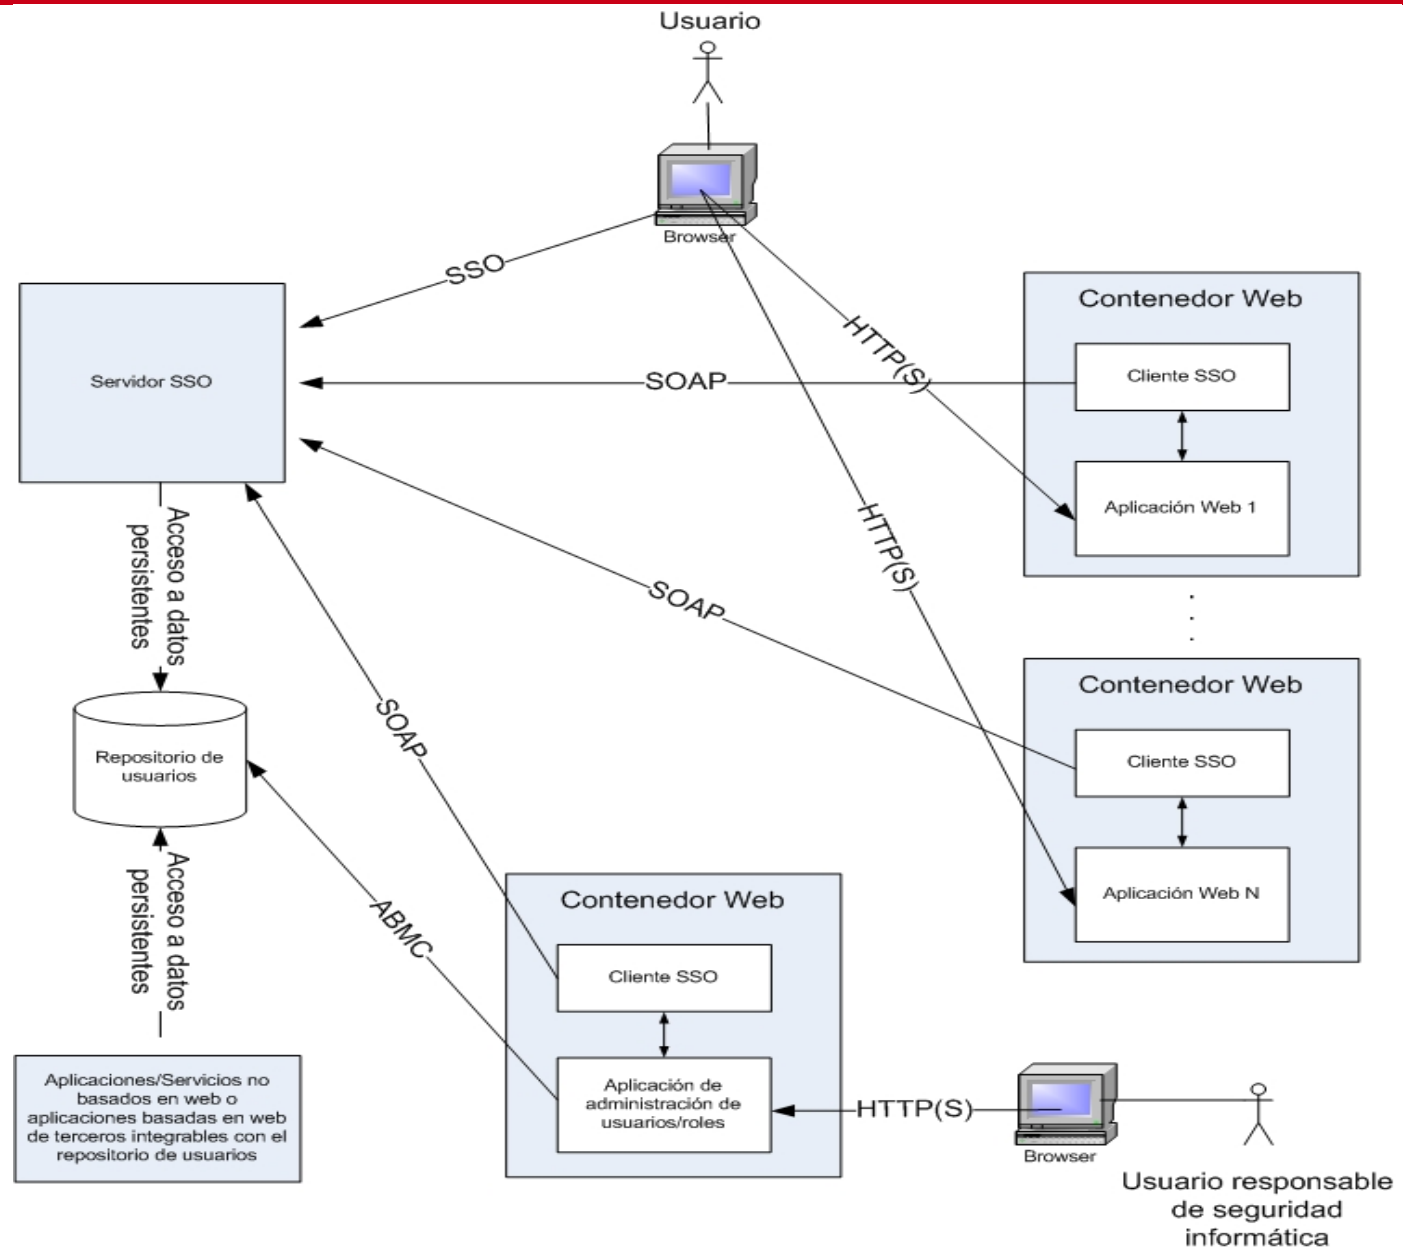 Usuario
Browser
SSO
Servidor SSO
SOAP
HTTP(S)
Contenedor Web
Cliente SSO
Aplicación Web 1
HTTP(S)
Acceso a datos
persistentes
SOAP
.
.
.
Contenedor Web
Cliente SSO
Aplicación Web N
SOAP
Repositorio de
usuarios
ABMC
Acceso a datos
persistentes
Contenedor Web
Cliente SSO
Aplicación de
administración de
usuarios/roles
HTTP(S)
Browser
Aplicaciones/Servicios no
basados en web o
aplicaciones basadas en web
de terceros integrables con el
repositorio de usuarios
Usuario responsable
de seguridad
informática